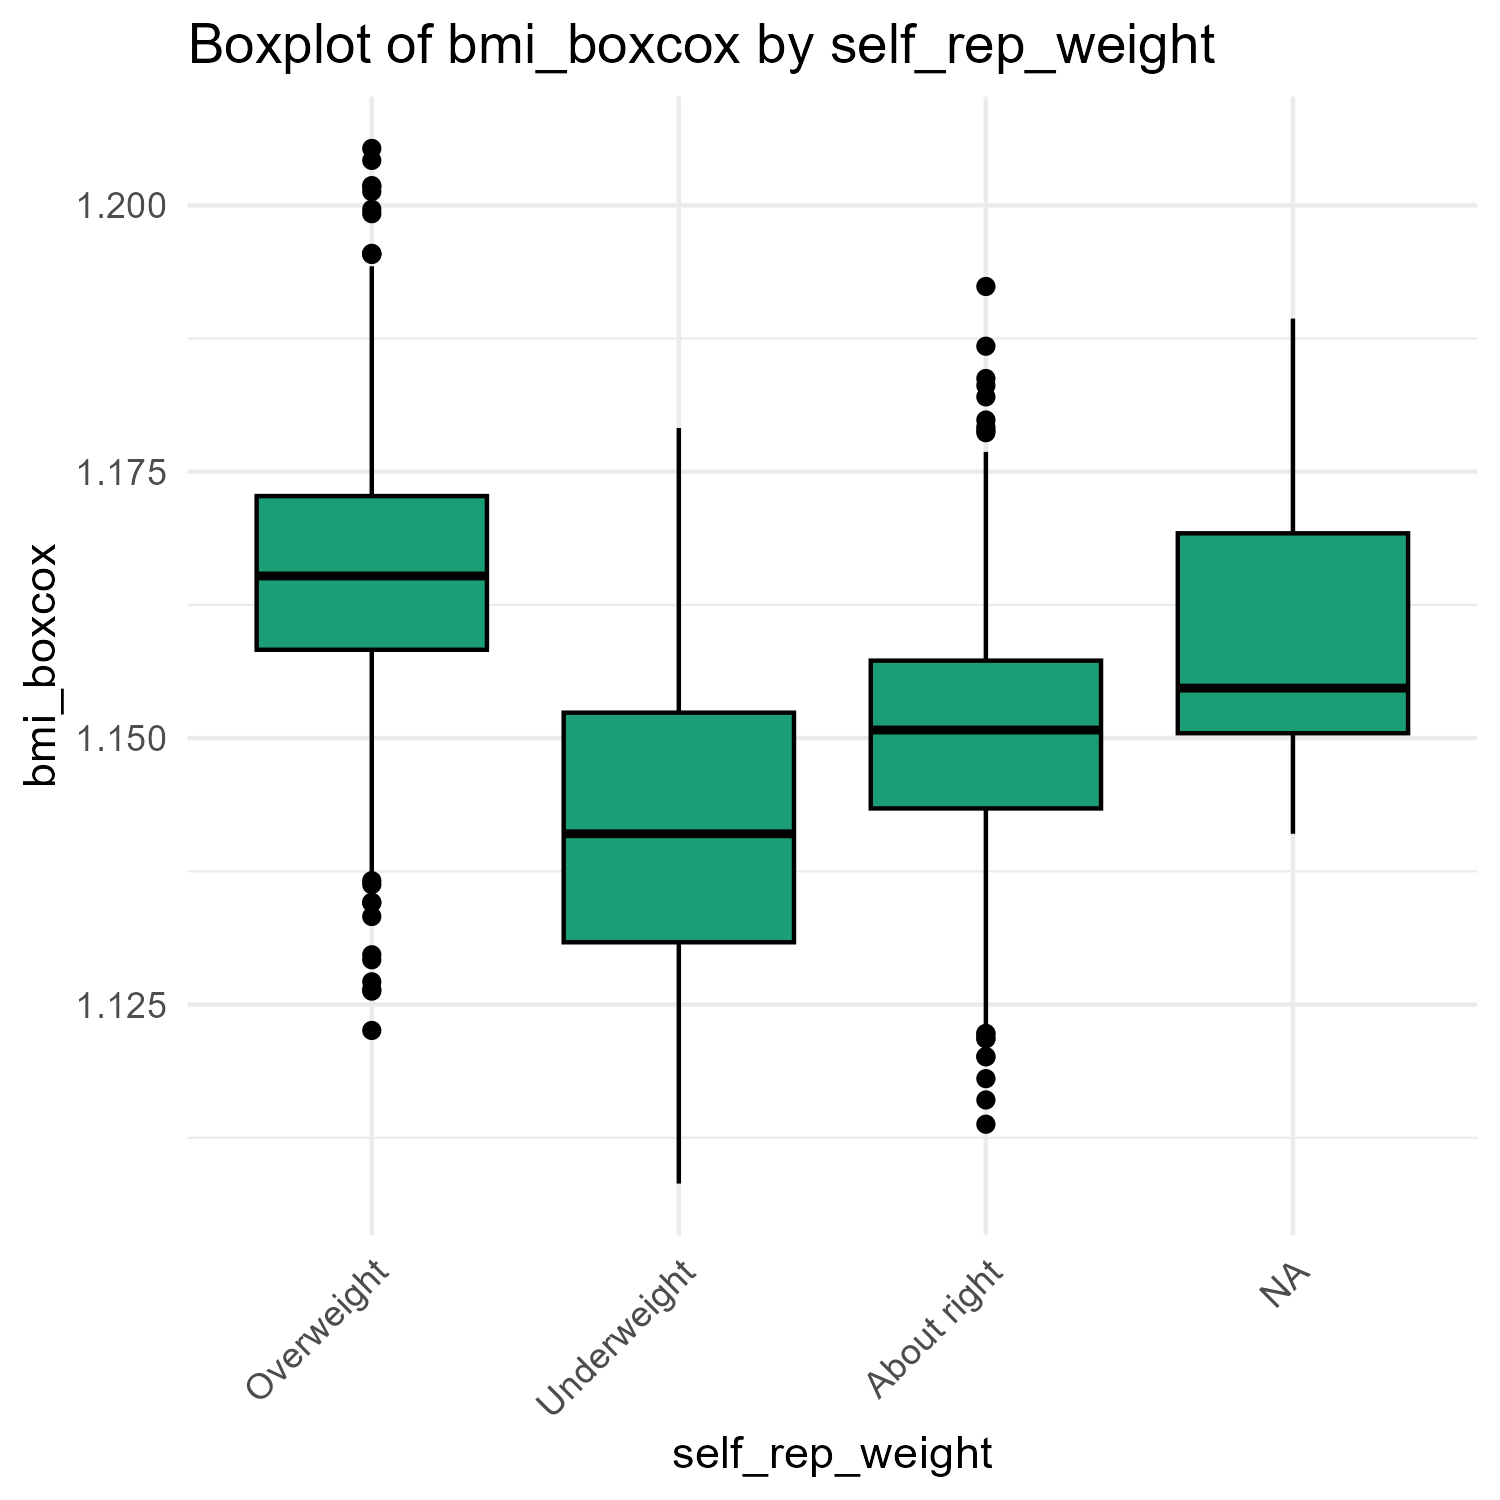 Boxplot of bmi_boxcox by self_rep_weight
bmi_boxcox
1.200
1.175
1.150
1.125
Overweight
Underweight
About right
NA
self_rep_weight